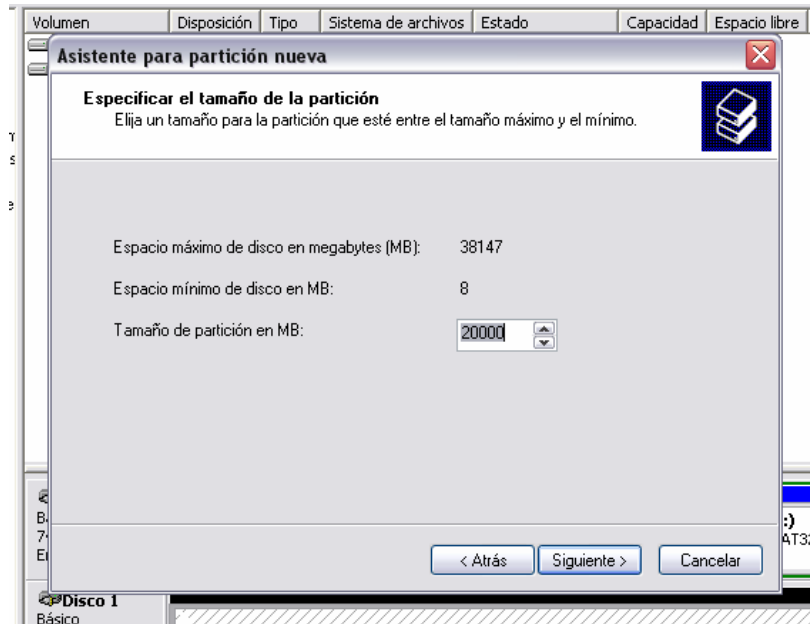 Volumen Disposición Tipo Sistema de archivos Estado Capacidad Espacio libre
Asistente para partición nueva
Especificar el tamaño de la partición
Elija un tamaño para la partición que esté entre el tamaño máximo y el mínimo.
Espacio máximo de disco en megabytes (MB): 38147
Espacio mínimo de disco en MB: 8
Tamaño de partición en MB: 20000
:)
AT32
< Atrás Siguiente > Cancelar
Disco 1
Básico